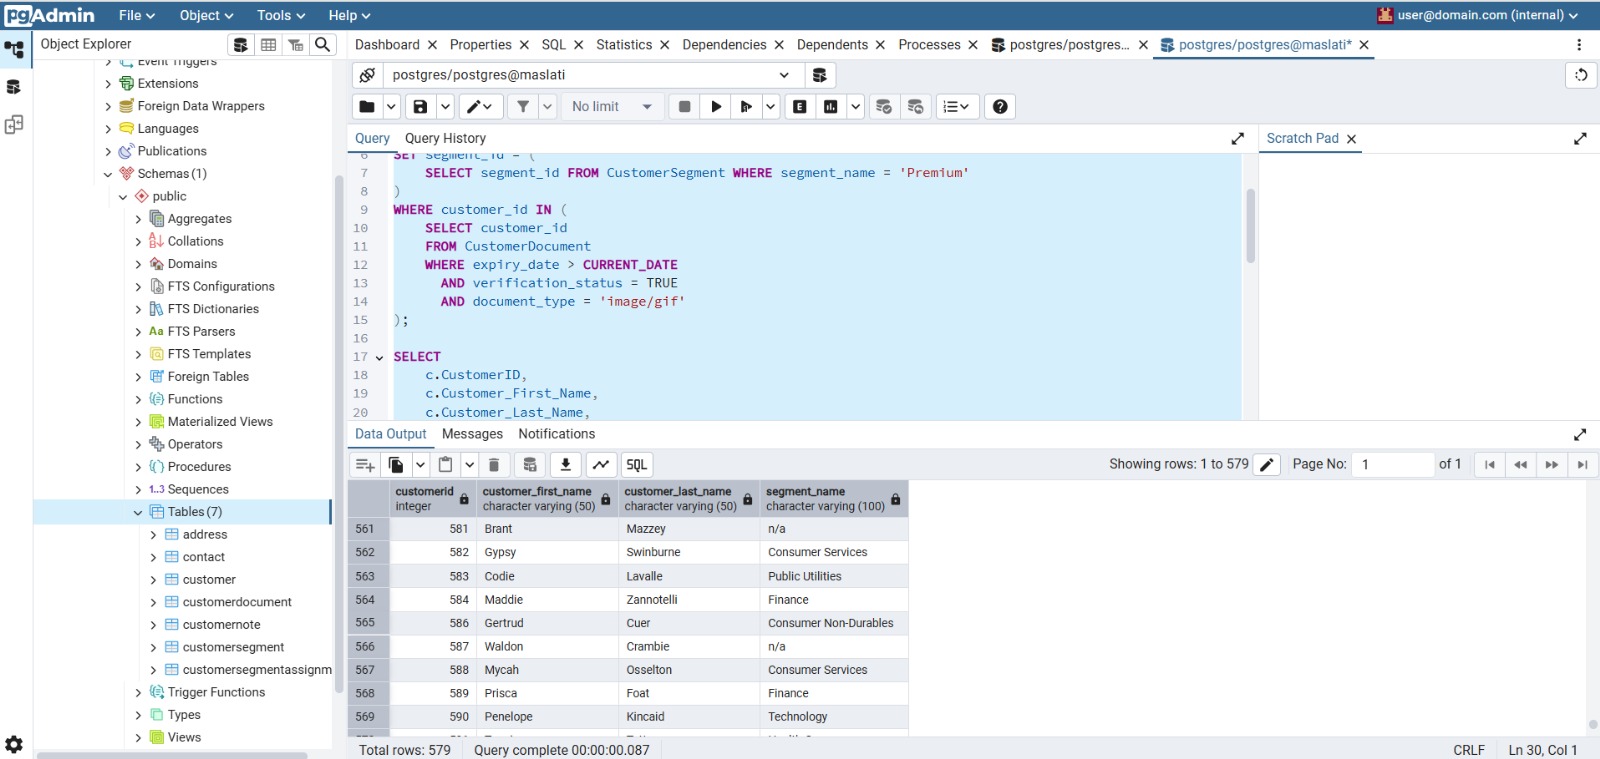 pgAdmin File Object Tools Help user@domain.com (internal)
Object Explorer
Dashboard Properties SQL Statistics Dependencies Dependents Processes postgres/postgres... postgres/postgres@maslati*
Event Triggers
Extensions
Foreign Data Wrappers
Languages
Publications
Schemas (1)
public
Aggregates
Collations
Domains
FTS Configurations
FTS Dictionaries
Aa FTS Parsers
FTS Templates
Foreign Tables
Functions
Materialized Views
Operators
Procedures
1..3 Sequences
Tables (7)
address
contact
customer
customerdocument
customernote
customersegment
customersegmentassignm
Trigger Functions
Types
Views
postgres/postgres@maslati
No limit E
Query Query History
Scratch Pad
6 SET segment_id = (
7 SELECT segment_id FROM CustomerSegment WHERE segment_name = 'Premium'
8 )
9 WHERE customer_id IN (
10 SELECT customer_id
11 FROM CustomerDocument
12 WHERE expiry_date > CURRENT_DATE
13 AND verification_status = TRUE
14 AND document_type = 'image/gif'
15 );
16
17 SELECT
18 c.CustomerID,
19 c.Customer_First_Name,
20 c.Customer_Last_Name,
Data Output Messages Notifications
SQL Showing rows: 1 to 579 Page No: 1 of 1
customerid customer_first_name customer_last_name segment_name
integer character varying (50) character varying (50) character varying (100)
561 581 Brant Mazzey n/a
562 582 Gypsy Swinburne Consumer Services
563 583 Codie Lavalle Public Utilities
564 584 Maddie Zannotelli Finance
565 586 Gertrud Cuer Consumer Non-Durables
566 587 Waldon Crambie n/a
567 588 Mycah Osselton Consumer Services
568 589 Prisca Foat Finance
569 590 Penelope Kincaid Technology
Total rows: 579 Query complete 00:00:00.087 CRLF Ln 30, Col 1